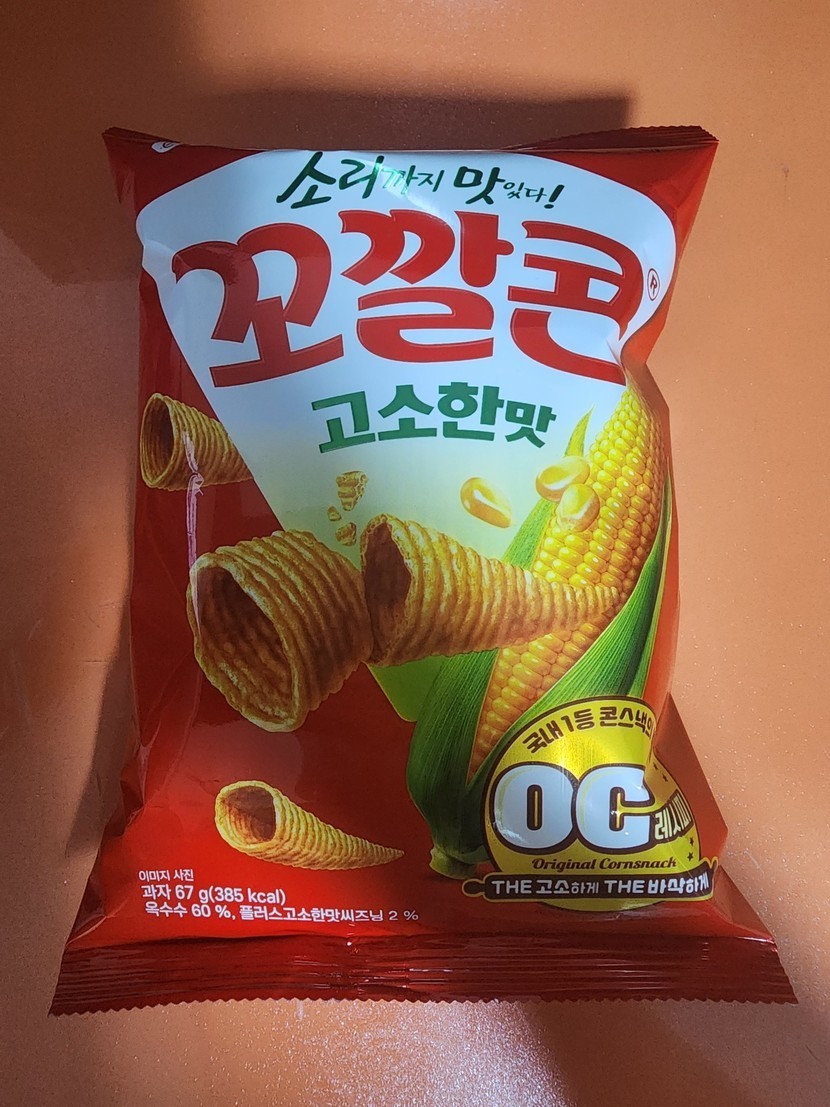 소리까지 맛있다!
꼬깔콘®
고소한맛
국내 1등 콘스낵의
OC
레시피
Original Cornsnack
THE 고소하게 THE 바삭하게
이미지 사진
과자 67 g(385 kcal)
옥수수 60 %, 플러스고소한맛씨즈닝 2 %